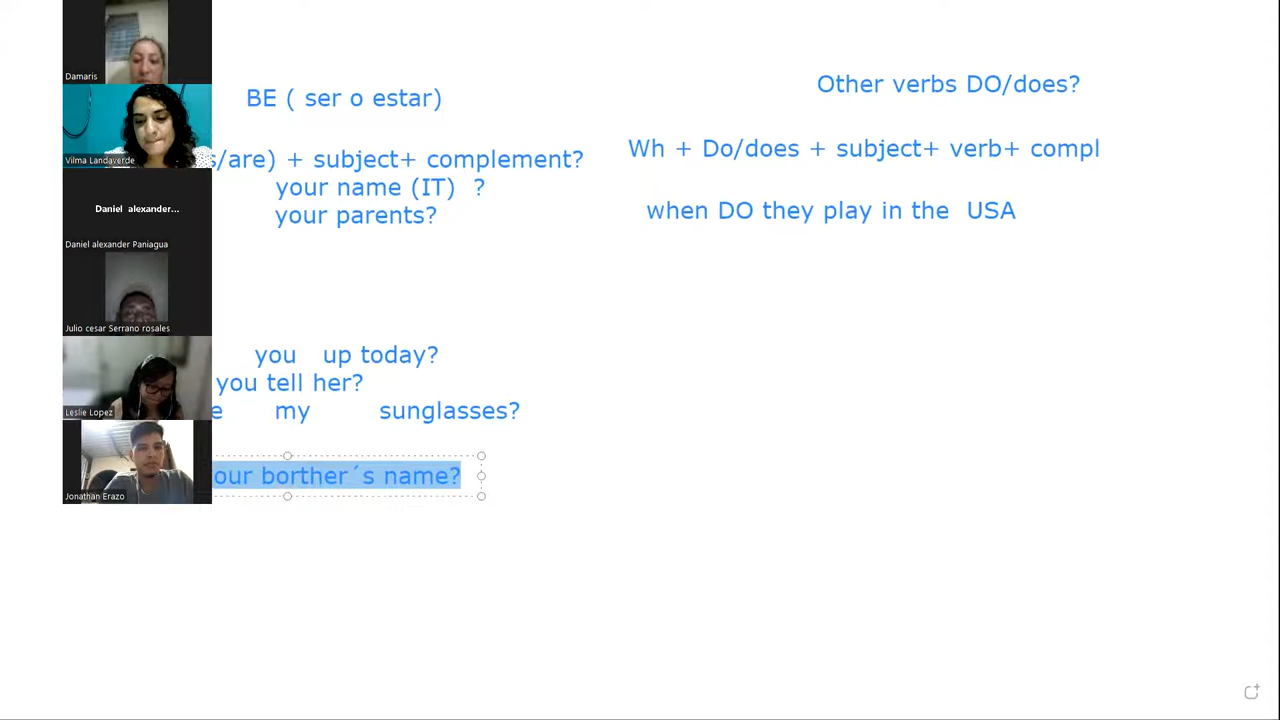 Damaris
Vilma Landaverde
Daniel alexander...
Daniel alexander Paniagua
Julio cesar Serrano rosales
Leslie Lopez
Jonathan Erazo
BE ( ser o estar)
s/are) + subject+ complement?
your name (IT) ?
your parents?
you up today?
you tell her?
e my sunglasses?
our borther´s name?
Other verbs DO/does?
Wh + Do/does + subject+ verb+ compl
when DO they play in the USA